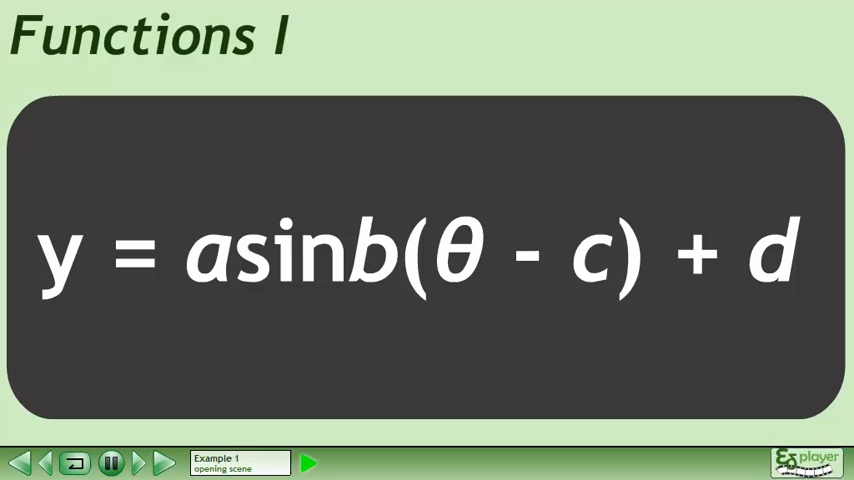 Functions I
y = asinb(θ - c) + d
Example 1
opening scene
player